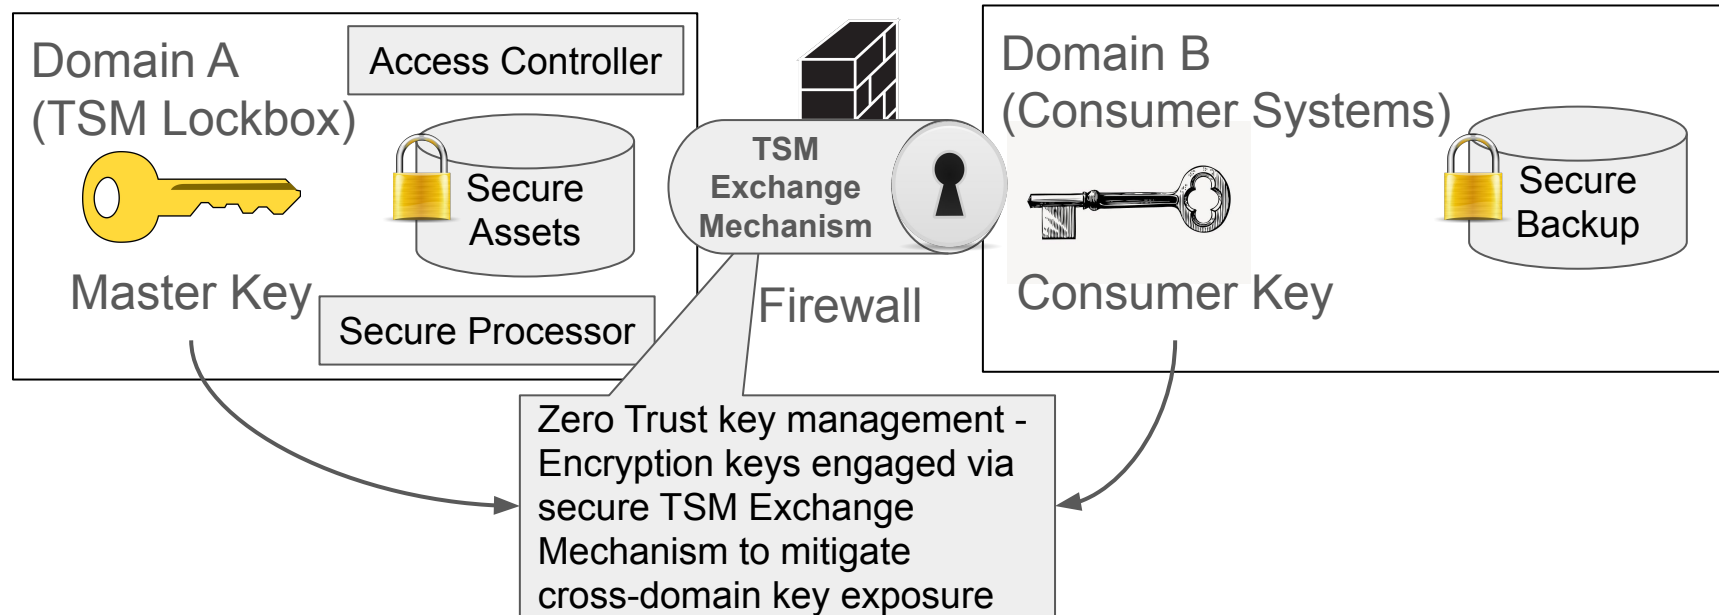 Domain A
(TSM Lockbox)
Access Controller
Secure
Assets
Master Key
Secure Processor
TSM
Exchange
Mechanism
Firewall
Domain B
(Consumer Systems)
Consumer Key
Secure
Backup
Zero Trust key management -
Encryption keys engaged via
secure TSM Exchange
Mechanism to mitigate
cross-domain key exposure